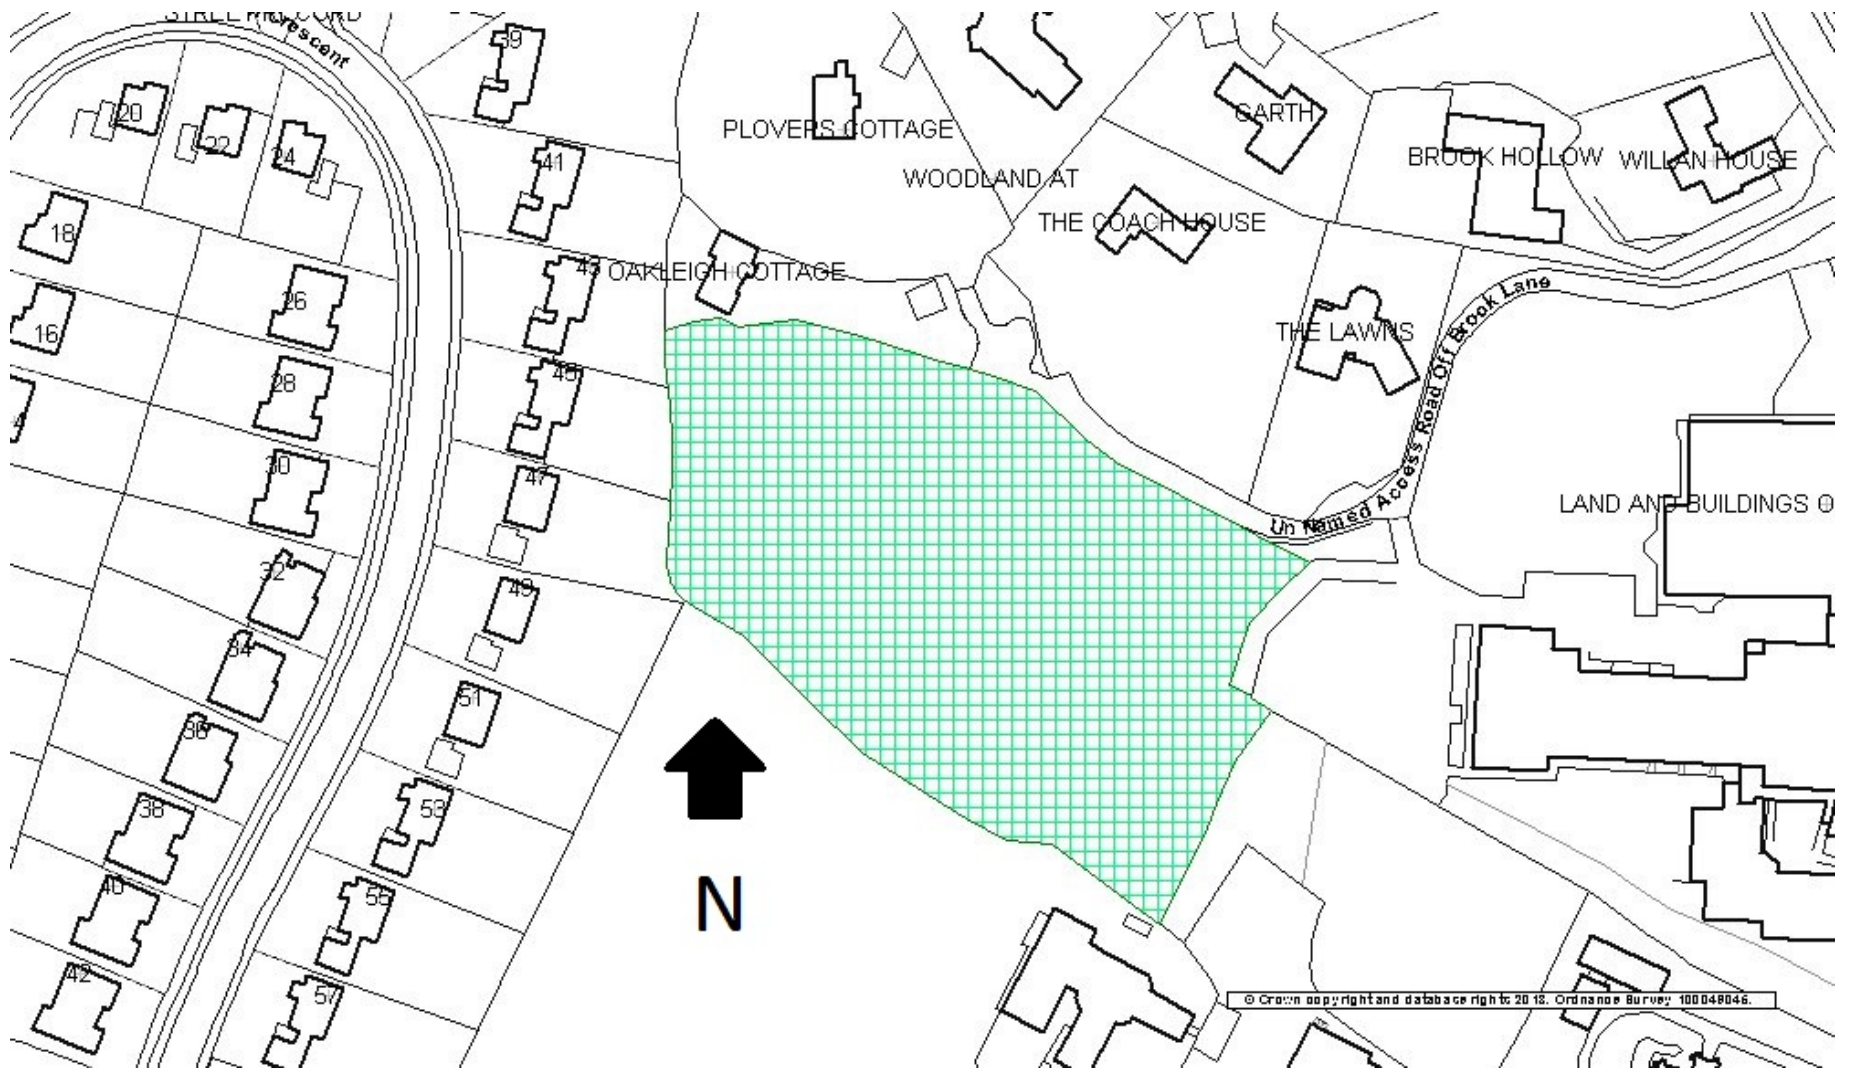 STREET RECORD
Crescent
39
20
22
24
41
PLOVERS COTTAGE
WOODLAND AT
GARTH
BROOK HOLLOW
WILLAN HOUSE
THE COACH HOUSE
18
43
OAKLEIGH COTTAGE
26
16
THE LAWNS
Un Named Access Road Off Brook Lane
28
45
4
30
47
LAND AND BUILDINGS O
32
49
34
51
36
38
53
40
55
N
42
57
© Crown copyright and database rights 2018. Ordnance Survey 100049046.